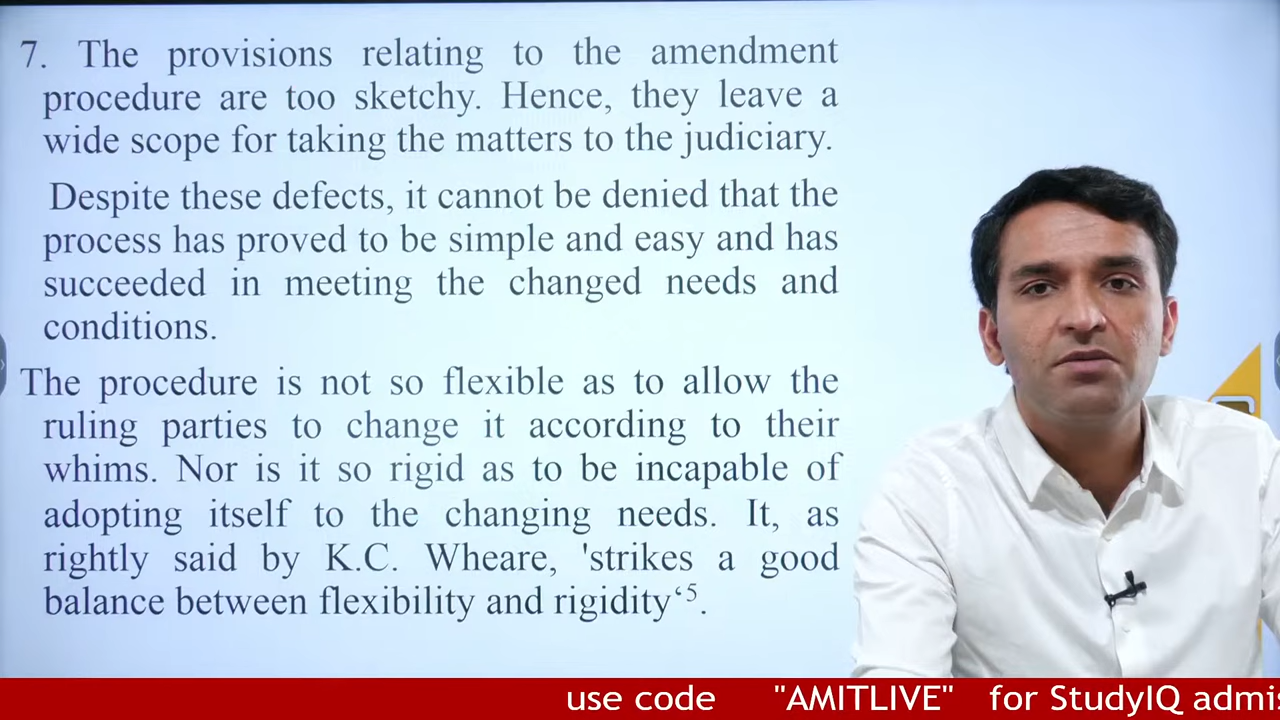 7. The provisions relating to the amendment
procedure are too sketchy. Hence, they leave a
wide scope for taking the matters to the judiciary.
Despite these defects, it cannot be denied that the
process has proved to be simple and easy and has
succeeded in meeting the changed needs and
conditions.
The procedure is not so flexible as to allow the
ruling parties to change it according to their
whims. Nor is it so rigid as to be incapable of
adopting itself to the changing needs. It, as
rightly said by K.C. Wheare, 'strikes a good
balance between flexibility and rigidity‘⁵.
use code "AMITLIVE" for StudyIQ admis